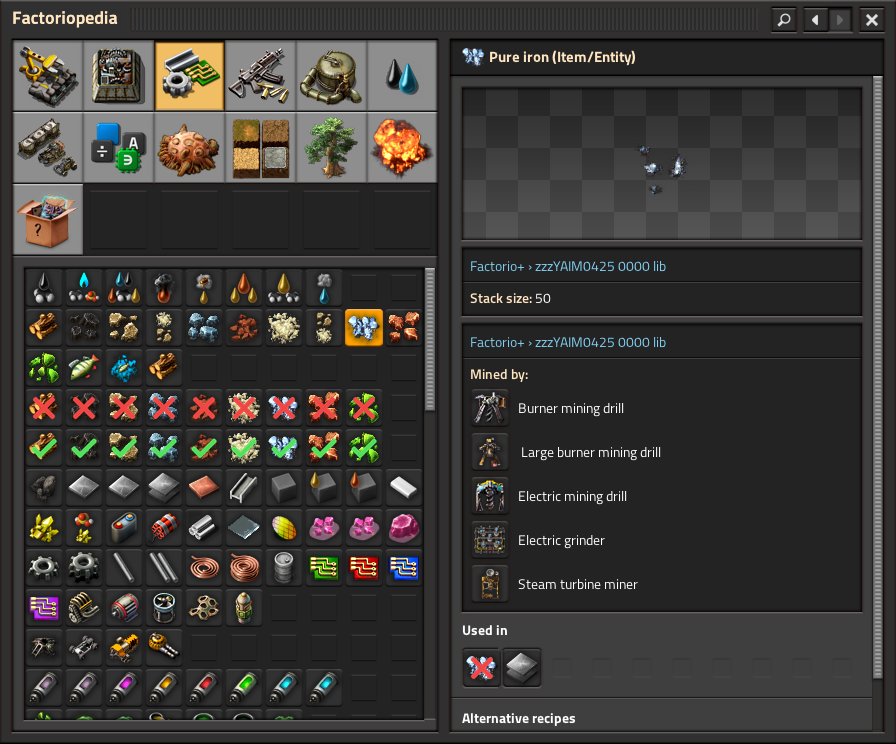 Factoriopedia
Pure iron (Item/Entity)
Factorio+ › zzzYAIM0425 0000 lib
Stack size: 50
Factorio+ › zzzYAIM0425 0000 lib
Mined by:
Burner mining drill
Large burner mining drill
Electric mining drill
Electric grinder
Steam turbine miner
Used in
Alternative recipes
÷ A
Э
?